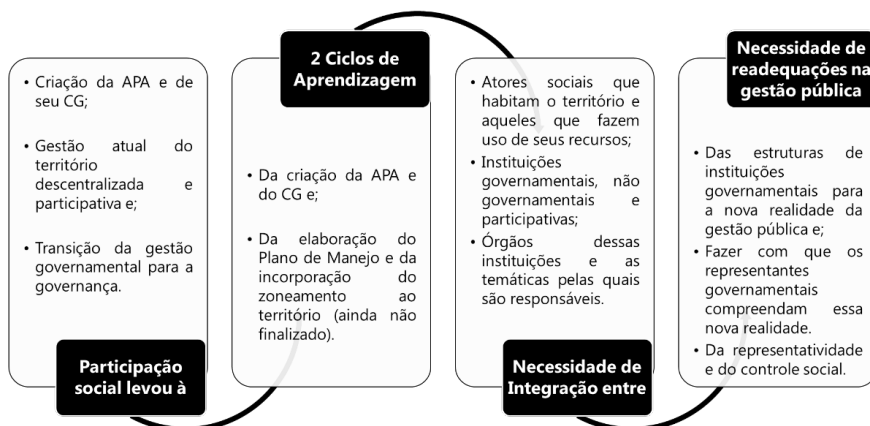 • Criação da APA e de
seu CG;
• Gestão atual do
território
descentralizada e
participativa e;
• Transição da gestão
governamental para a
governança.
Participação
social levou à
2 Ciclos de
Aprendizagem
• Da criação da APA e
do CG e;
• Da elaboração do
Plano de Manejo e da
incorporação do
zoneamento ao
território (ainda não
finalizado).
• Atores sociais que
habitam o território e
aqueles que fazem
uso de seus recursos;
• Instituições
governamentais, não
governamentais e
participativas;
• Órgãos dessas
instituições e as
temáticas pelas quais
são responsáveis.
Necessidade de
Integração entre
Necessidade de
readequações na
gestão pública
• Das estruturas de
instituições
governamentais para
a nova realidade da
gestão pública e;
• Fazer com que os
representantes
governamentais
compreendam essa
nova realidade.
• Da representatividade
e do controle social.